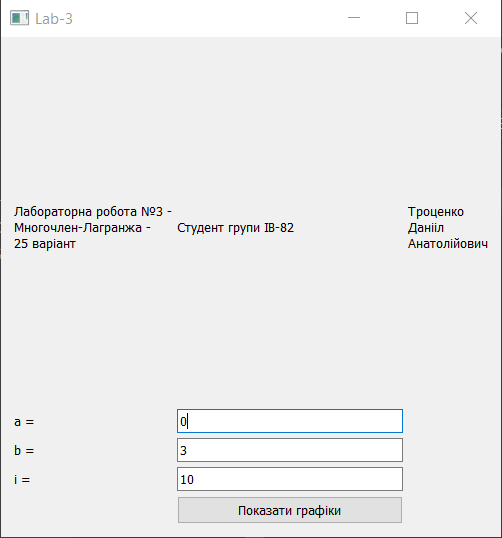 Lab-3
Лабораторна робота №3 -
Многочлен-Лагранжа -
25 варіант
Студент групи ІВ-82
Троценко
Данііл
Анатолійович
a =
0
b =
3
i =
10
Показати графіки